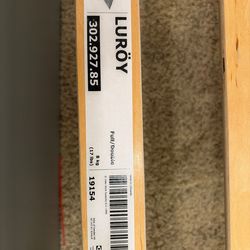 LURÖY
302.927.85
Full/Double
8 kg
(17 lbs)
19154